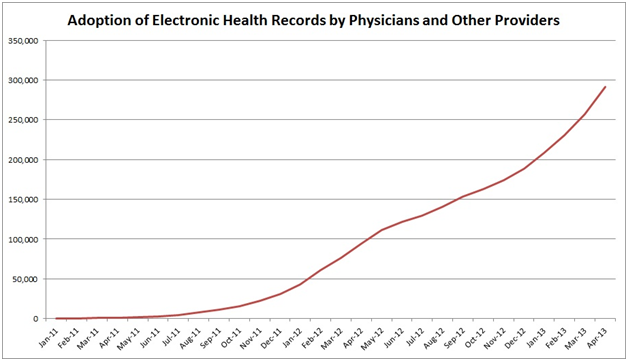 Adoption of Electronic Health Records by Physicians and Other Providers
350,000
300,000
250,000
200,000
150,000
100,000
50,000
0
Jan-11
Feb-11
Mar-11
Apr-11
May-11
Jun-11
Jul-11
Aug-11
Sep-11
Oct-11
Nov-11
Dec-11
Jan-12
Feb-12
Mar-12
Apr-12
May-12
Jun-12
Jul-12
Aug-12
Sep-12
Oct-12
Nov-12
Dec-12
Jan-13
Feb-13
Mar-13
Apr-13